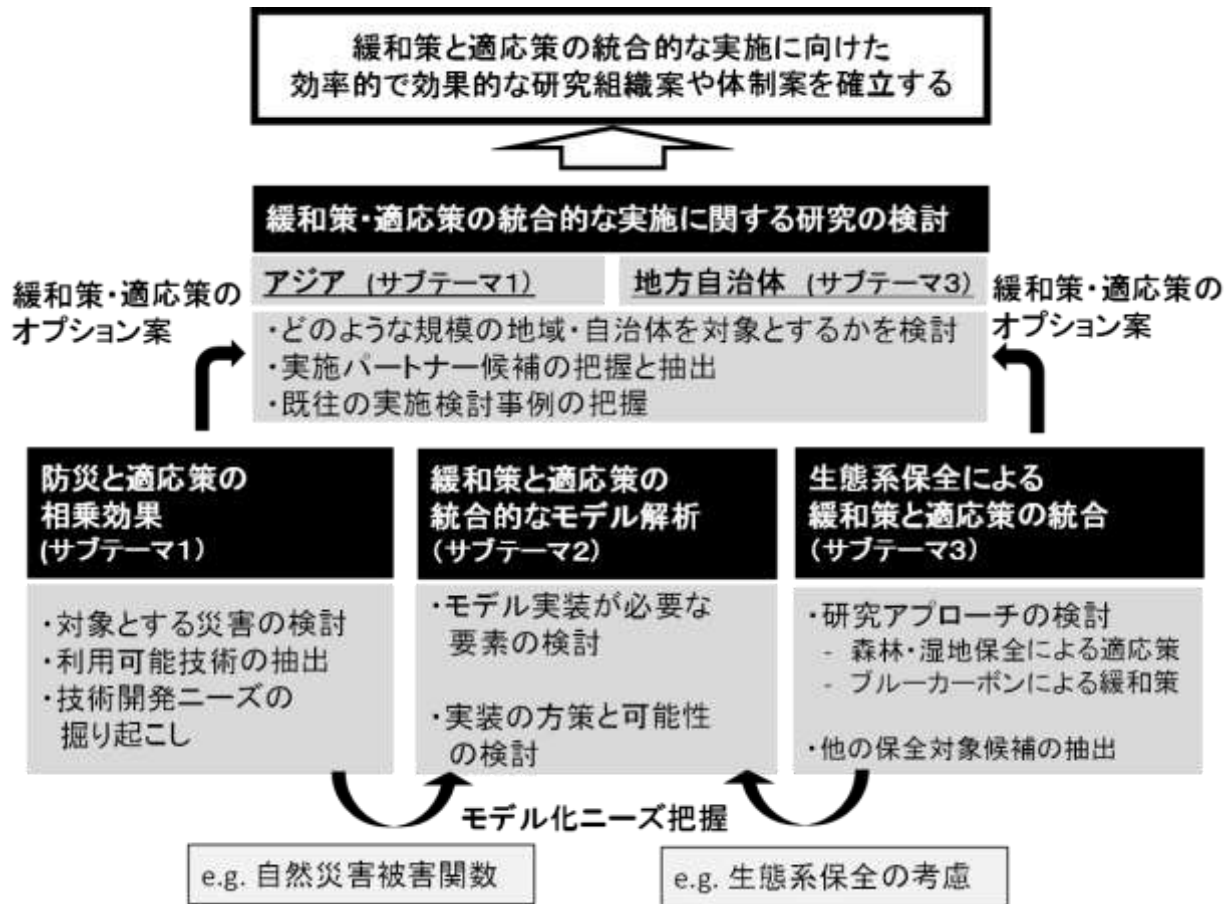 緩和策と適応策の統合的な実施に向けた
効率的で効果的な研究組織案や体制案を確立する
緩和策・適応策の統合的な実施に関する研究の検討
アジア (サブテーマ1)
地方自治体 (サブテーマ3)
・どのような規模の地域・自治体を対象とするかを検討
・実施パートナー候補の把握と抽出
・既往の実施検討事例の把握
緩和策・適応策の
オプション案
緩和策・適応策の
オプション案
防災と適応策の
相乗効果
(サブテーマ1)
・対象とする災害の検討
・利用可能技術の抽出
・技術開発ニーズの
掘り起こし
緩和策と適応策の
統合的なモデル解析
(サブテーマ2)
・モデル実装が必要な
要素の検討
・実装の方策と可能性
の検討
生態系保全による
緩和策と適応策の統合
(サブテーマ3)
・研究アプローチの検討
- 森林・湿地保全による適応策
- ブルーカーボンによる緩和策
・他の保全対象候補の抽出
モデル化ニーズ把握
e.g. 自然災害被害関数
e.g. 生態系保全の考慮